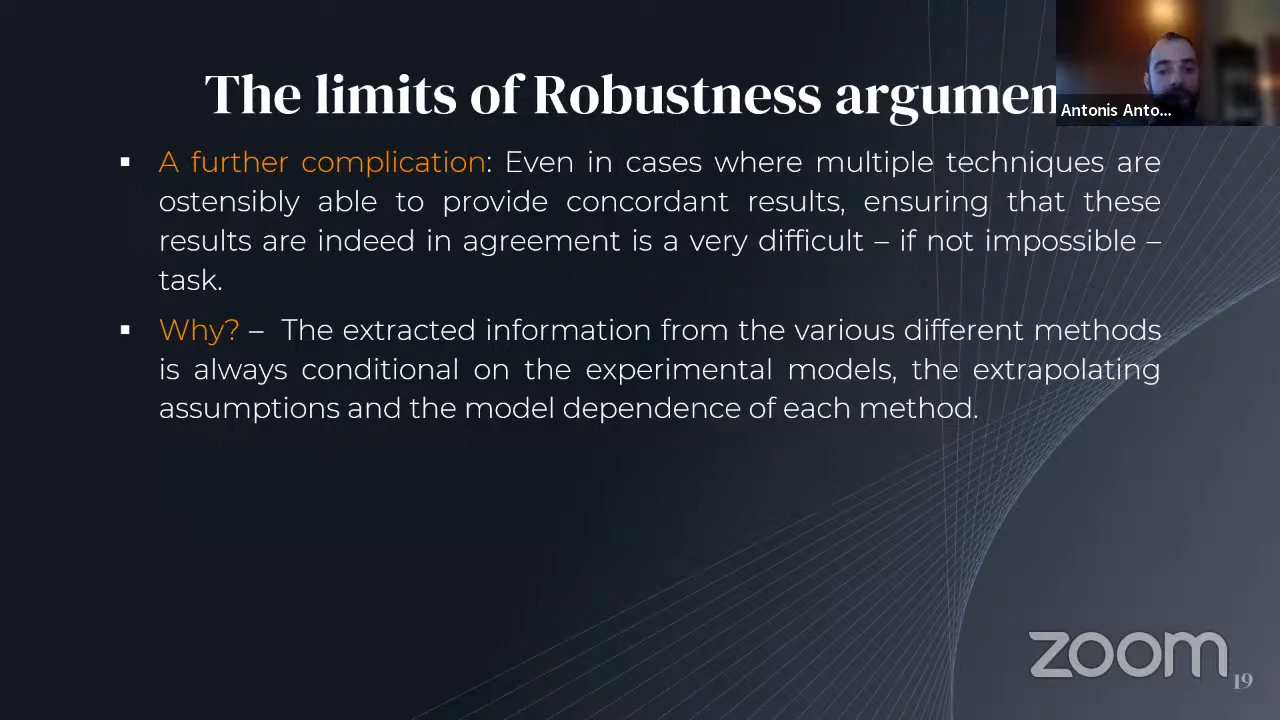 The limits of Robustness argumen
Antonis Anto...
▪ A further complication: Even in cases where multiple techniques are
ostensibly able to provide concordant results, ensuring that these
results are indeed in agreement is a very difficult – if not impossible –
task.
▪ Why? – The extracted information from the various different methods
is always conditional on the experimental models, the extrapolating
assumptions and the model dependence of each method.
zoom
19